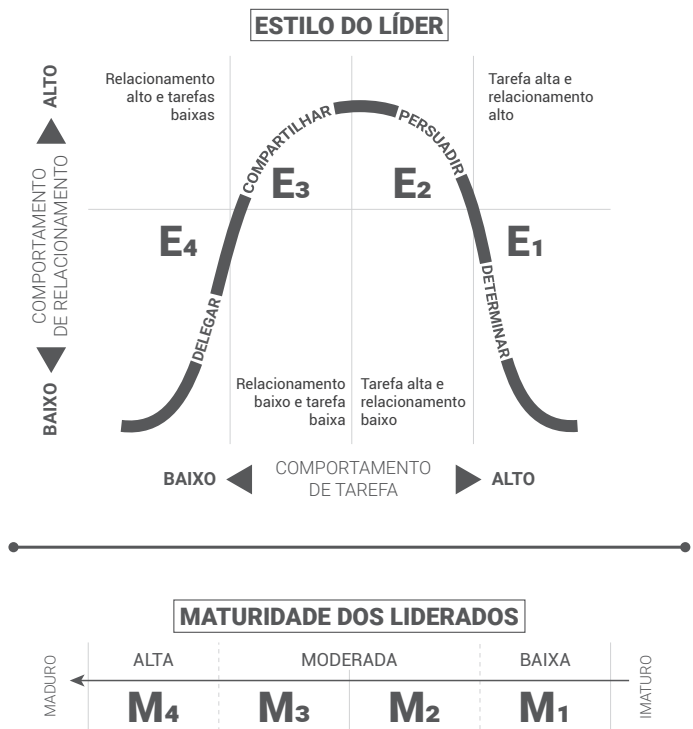 ESTILO DO LÍDER
ALTO
COMPORTAMENTO
DE RELACIONAMENTO
BAIXO
Relacionamento
alto e tarefas
baixas
Tarefa alta e
relacionamento
alto
COMPARTILHAR
PERSUADIR
E3
E2
E4
E1
DELEGAR
DETERMINAR
Relacionamento
baixo e tarefa
baixa
Tarefa alta e
relacionamento
baixo
BAIXO
COMPORTAMENTO
DE TAREFA
ALTO
MATURIDADE DOS LIDERADOS
MADURO
ALTA
MODERADA
BAIXA
IMATURO
M4
M3
M2
M1